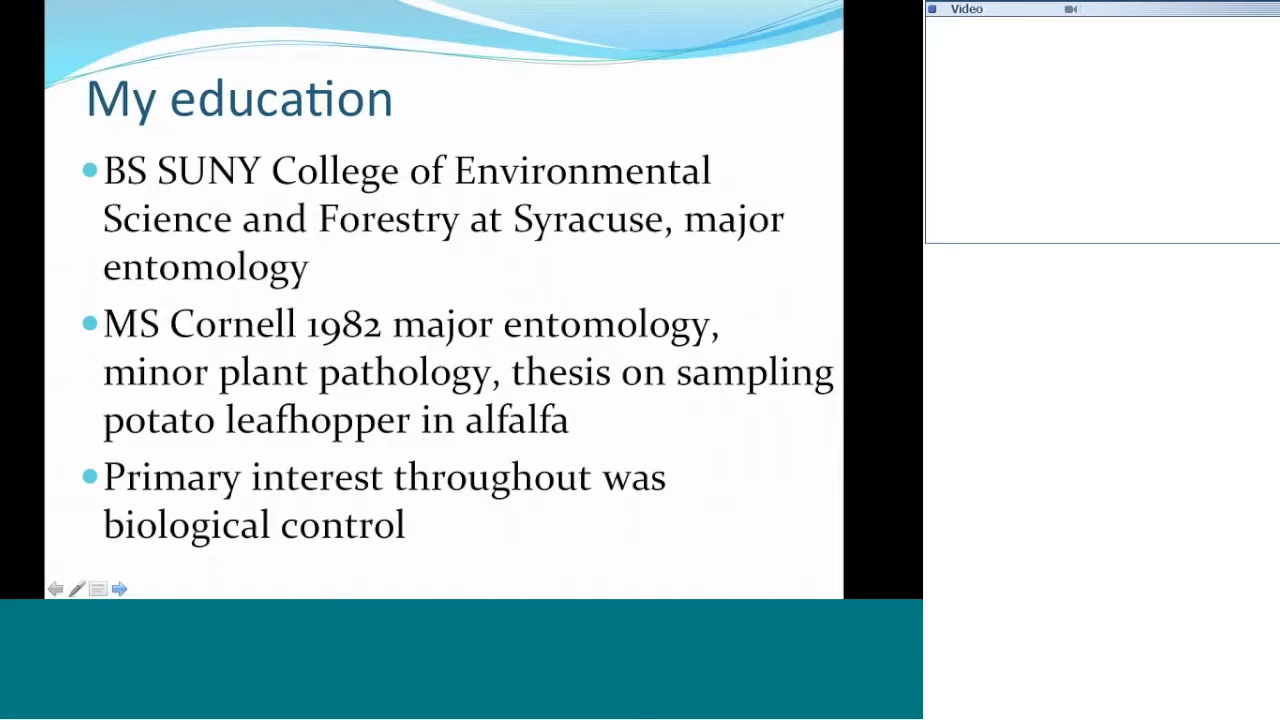 Video
My education
BS SUNY College of Environmental
Science and Forestry at Syracuse, major
entomology
MS Cornell 1982 major entomology,
minor plant pathology, thesis on sampling
potato leafhopper in alfalfa
Primary interest throughout was
biological control